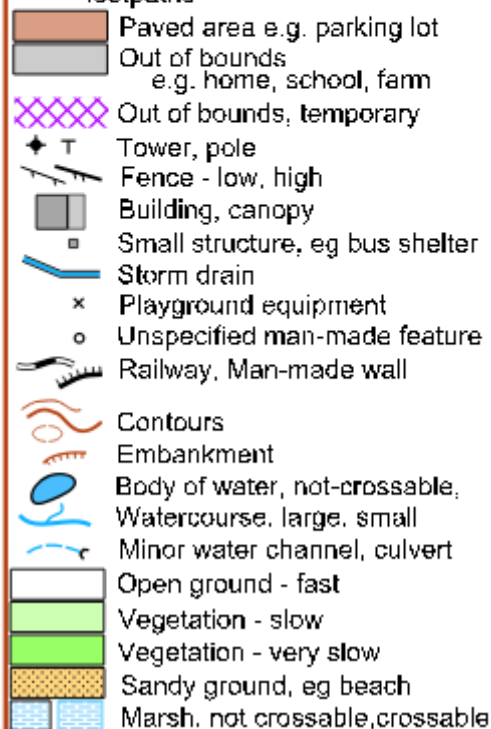 footpaths
Paved area e.g. parking lot
Out of bounds
e.g. home, school, farm
Out of bounds, temporary
Tower, pole
Fence - low, high
Building, canopy
Small structure, eg bus shelter
Storm drain
Playground equipment
Unspecified man-made feature
Railway, Man-made wall
Contours
Embankment
Body of water, not-crossable,
Watercourse, large, small
Minor water channel, culvert
Open ground - fast
Vegetation - slow
Vegetation - very slow
Sandy ground, eg beach
Marsh, not crossable,crossable